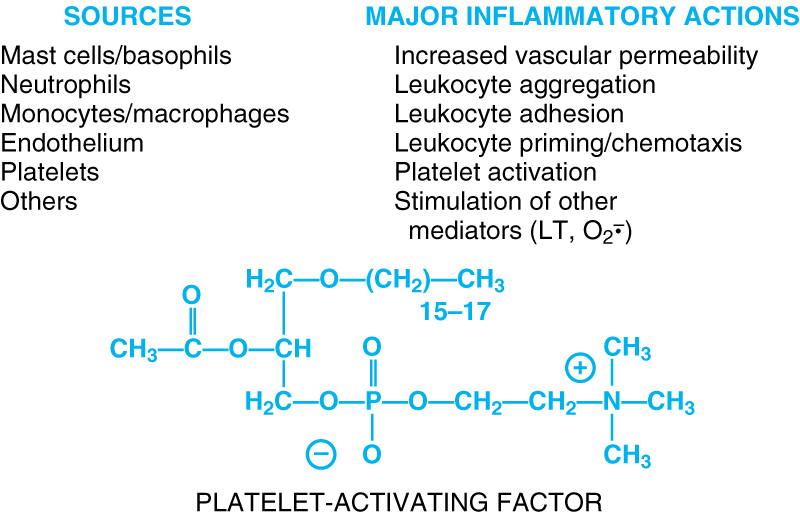 SOURCES MAJOR INFLAMMATORY ACTIONS
Mast cells/basophils Increased vascular permeability
Neutrophils Leukocyte aggregation
Monocytes/macrophages Leukocyte adhesion
Endothelium Leukocyte priming/chemotaxis
Platelets Platelet activation
Others Stimulation of other
mediators (LT, O₂⁻•)
H₂C—O—(CH₂)—CH₃
O 15–17
CH₃—C—O—CH O CH₃
+
H₂C—O—P—O—CH₂—CH₂—N—CH₃
− O CH₃
PLATELET-ACTIVATING FACTOR